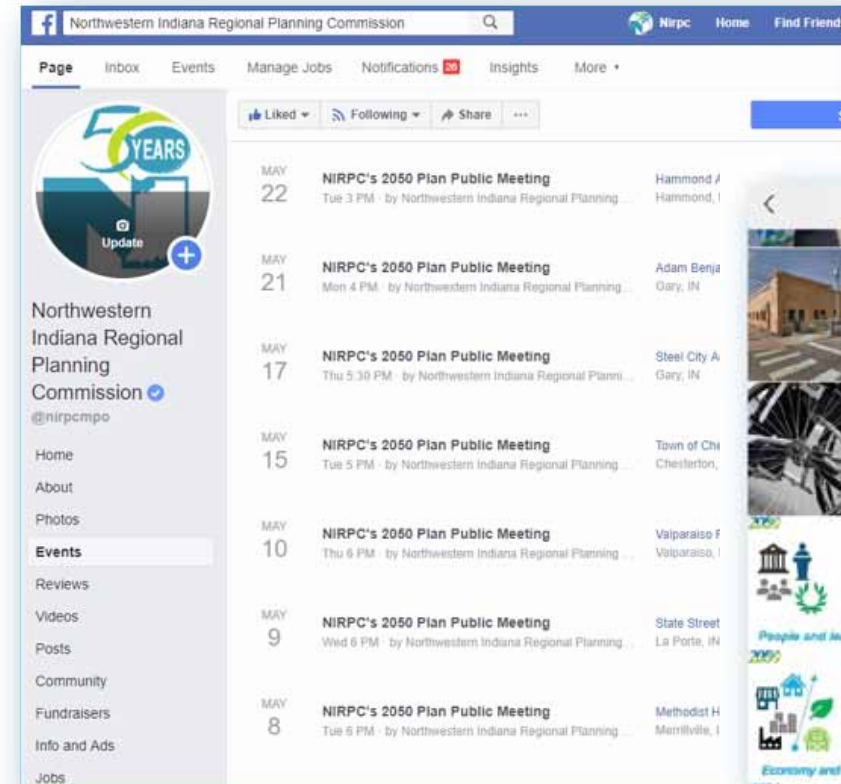 Northwestern Indiana Regional Planning Commission
Nirpc Home Find Friend
Page Inbox Events Manage Jobs Notifications 26 Insights More
Liked Following Share ...
50 YEARS
Update
Northwestern
Indiana Regional
Planning
Commission
@nirpcmpo
Home
About
Photos
Events
Reviews
Videos
Posts
Community
Fundraisers
Info and Ads
Jobs
MAY
22
NIRPC's 2050 Plan Public Meeting
Tue 3 PM · by Northwestern Indiana Regional Planning ...
Hammond
Hammond,
MAY
21
NIRPC's 2050 Plan Public Meeting
Mon 4 PM · by Northwestern Indiana Regional Planning ...
Adam Benja
Gary, IN
MAY
17
NIRPC's 2050 Plan Public Meeting
Thu 5:30 PM · by Northwestern Indiana Regional Planni...
Steel City A
Gary, IN
MAY
15
NIRPC's 2050 Plan Public Meeting
Tue 5 PM · by Northwestern Indiana Regional Planning ...
Town of Che
Chesterton,
MAY
10
NIRPC's 2050 Plan Public Meeting
Thu 6 PM · by Northwestern Indiana Regional Planning ...
Valparaiso
Valparaiso,
MAY
9
NIRPC's 2050 Plan Public Meeting
Wed 6 PM · by Northwestern Indiana Regional Planning ...
State Street
La Porte, IN
MAY
8
NIRPC's 2050 Plan Public Meeting
Tue 6 PM · by Northwestern Indiana Regional Planning ...
Methodist H
Merrillville,
2050
People and
2050
Economy and